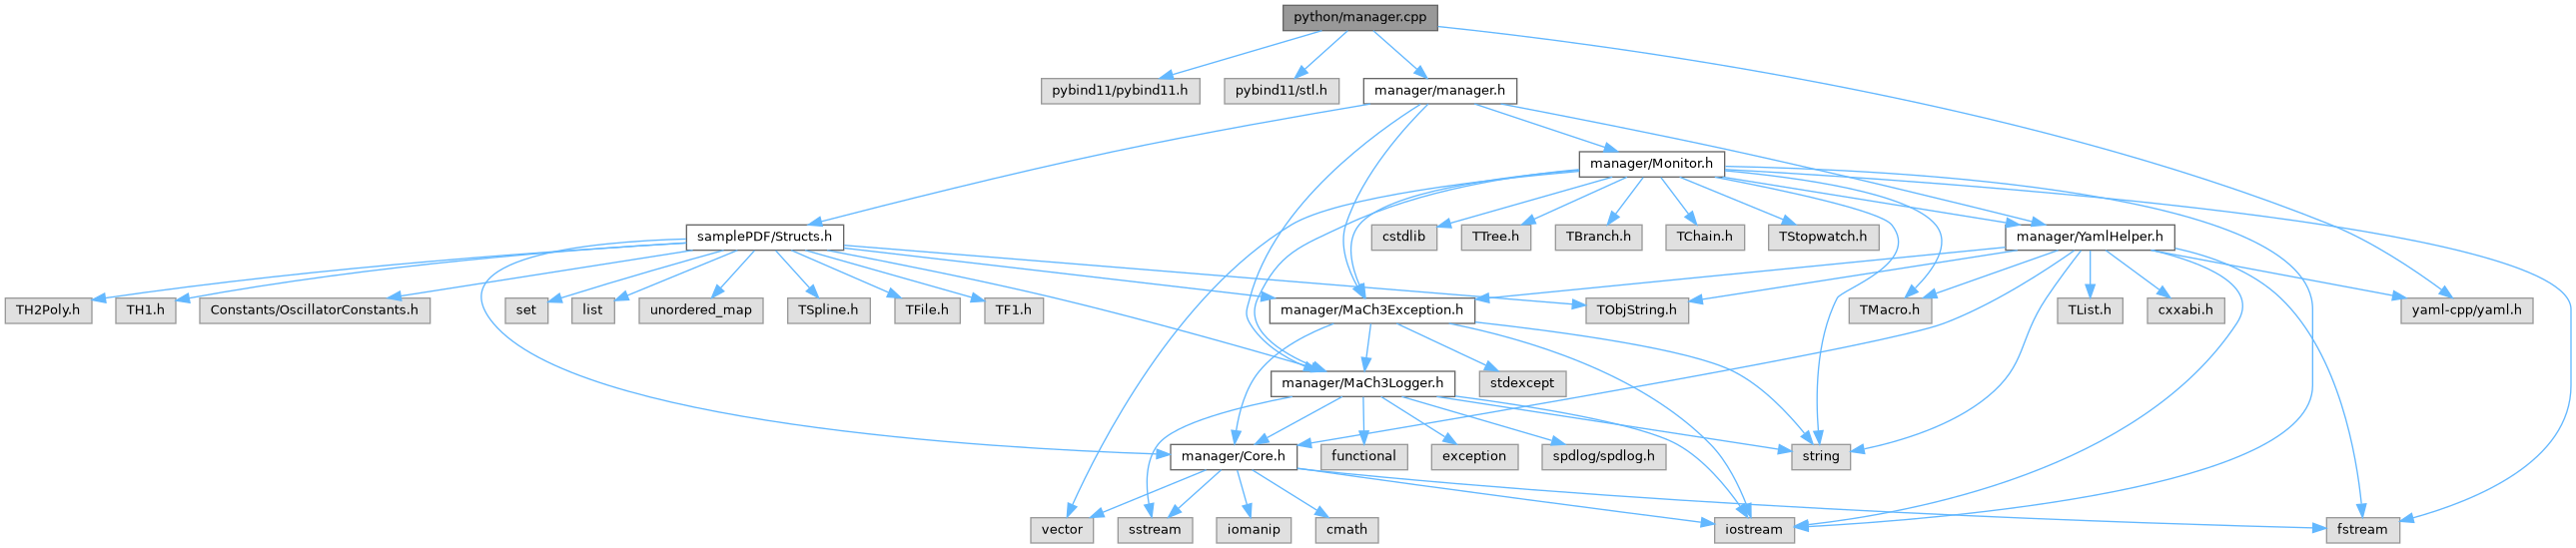 python/manager.cpp
pybind11/pybind11.h
pybind11/stl.h
manager/manager.h
manager/Monitor.h
samplePDF/Structs.h
cstdlib
TTree.h
TBranch.h
TChain.h
TStopwatch.h
manager/YamlHelper.h
TH2Poly.h
TH1.h
Constants/OscillatorConstants.h
set
list
unordered_map
TSpline.h
TFile.h
TF1.h
manager/MaCh3Exception.h
TObjString.h
TMacro.h
TList.h
cxxabi.h
yaml-cpp/yaml.h
manager/MaCh3Logger.h
stdexcept
manager/Core.h
functional
exception
spdlog/spdlog.h
string
vector
sstream
iomanip
cmath
iostream
fstream